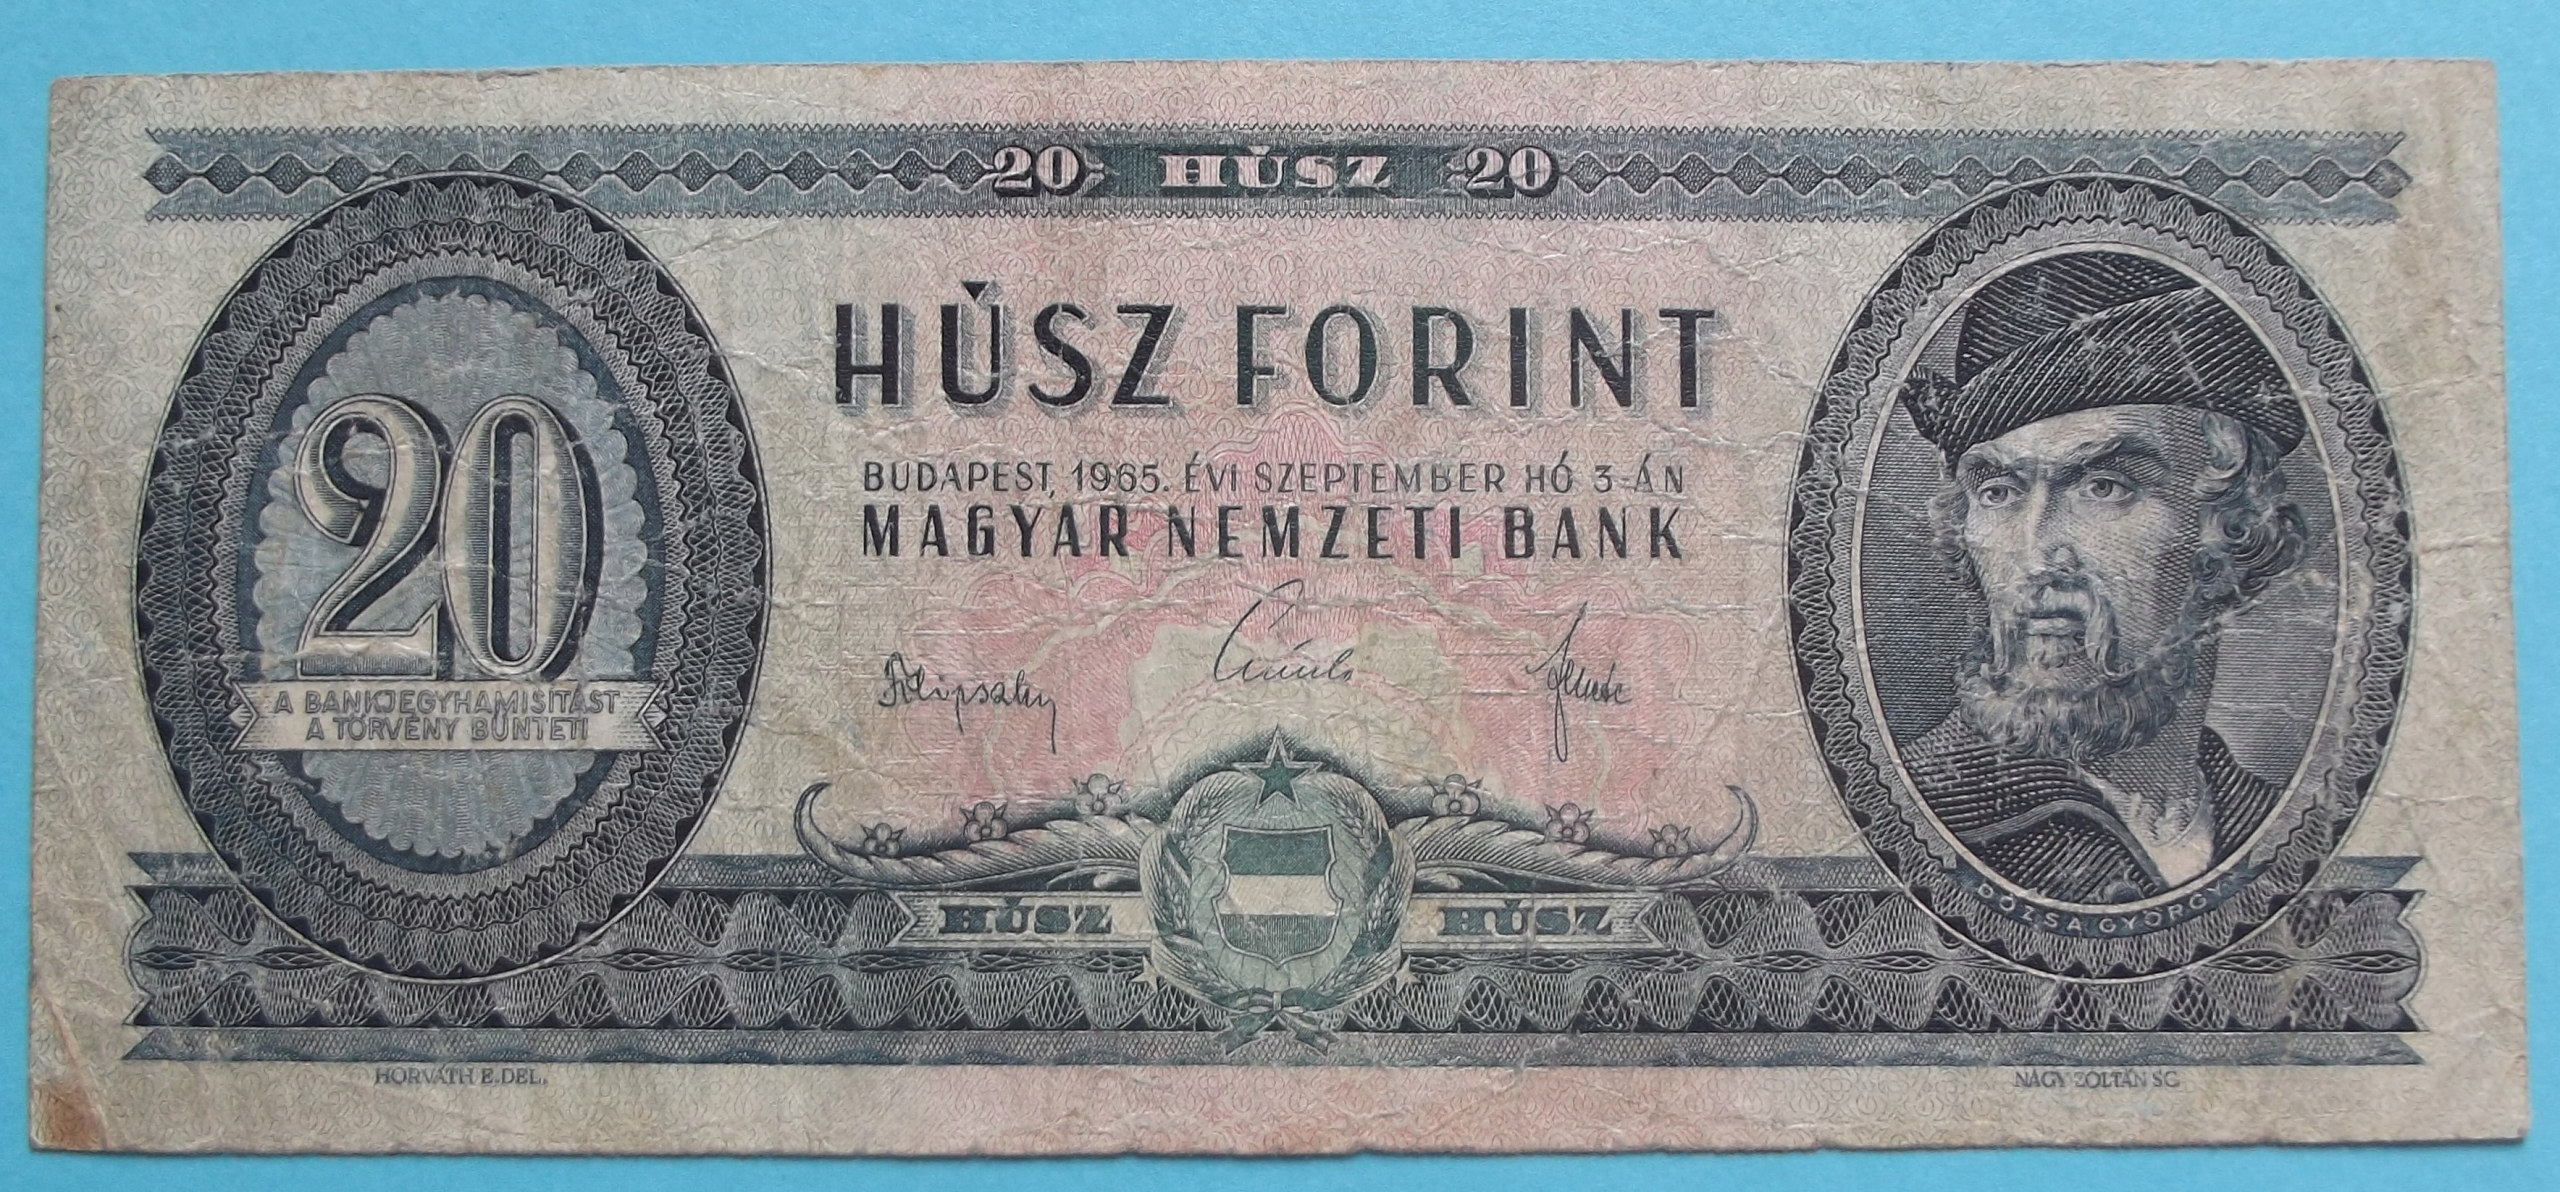 20 HÚSZ 20
HÚSZ FORINT
BUDAPEST, 1965. ÉVI SZEPTEMBER HÓ 3-ÁN
MAGYAR NEMZETI BANK
20
A BANKJEGYHAMISÍTÁST
A TÖRVÉNY BÜNTETI
HÚSZ HÚSZ
DÓZSA GYÖRGY
HORVÁTH E. DEL.
NAGY ZOLTÁN SC.